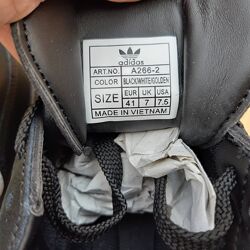 adidas
ART.NO. A266-2
COLOR BLACK/WHITE/GOLDEN
SIZE EUR UK USA
41 7 7.5
MADE IN VIETNAM